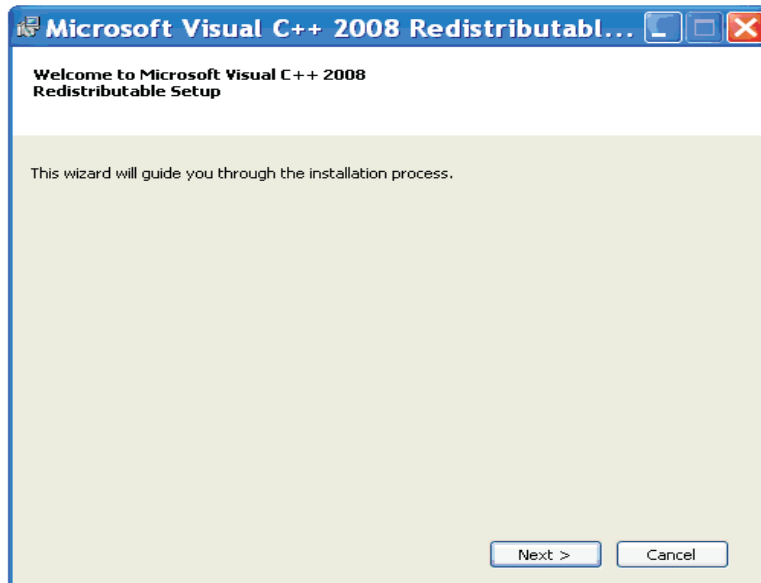 Microsoft Visual C++ 2008 Redistributabl...
Welcome to Microsoft Visual C++ 2008
Redistributable Setup
This wizard will guide you through the installation process.
Next >
Cancel